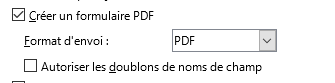 Créer un formulaire PDF
Format d'envoi : PDF
Autoriser les doublons de noms de champ